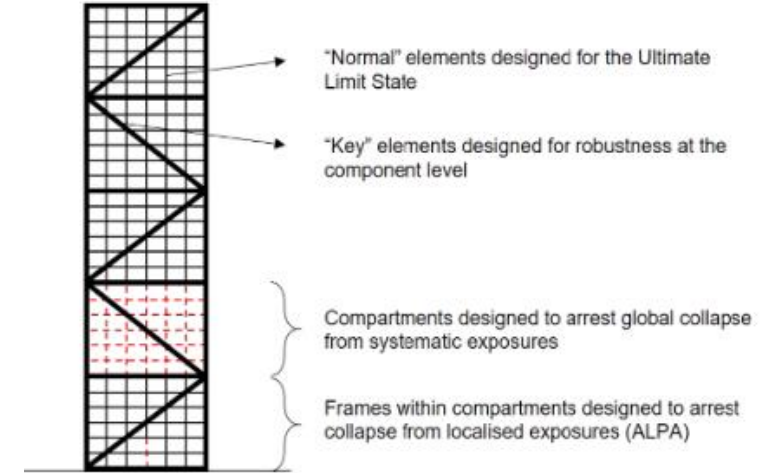 “Normal” elements designed for the Ultimate
Limit State
“Key” elements designed for robustness at the
component level
Compartments designed to arrest global collapse
from systematic exposures
Frames within compartments designed to arrest
collapse from localised exposures (ALPA)